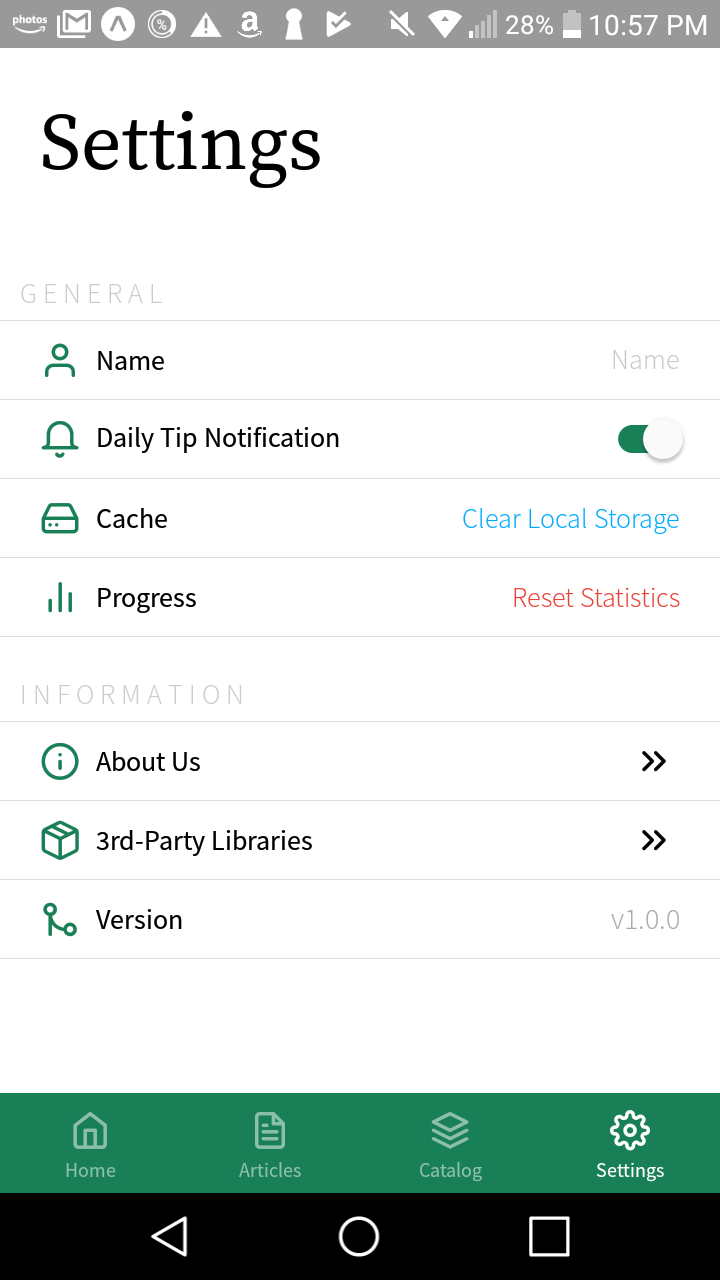 photos 28% 10:57 PM
Settings
GENERAL
Name Name
Daily Tip Notification
Cache Clear Local Storage
Progress Reset Statistics
INFORMATION
About Us
3rd-Party Libraries
Version v1.0.0
Home Articles Catalog Settings